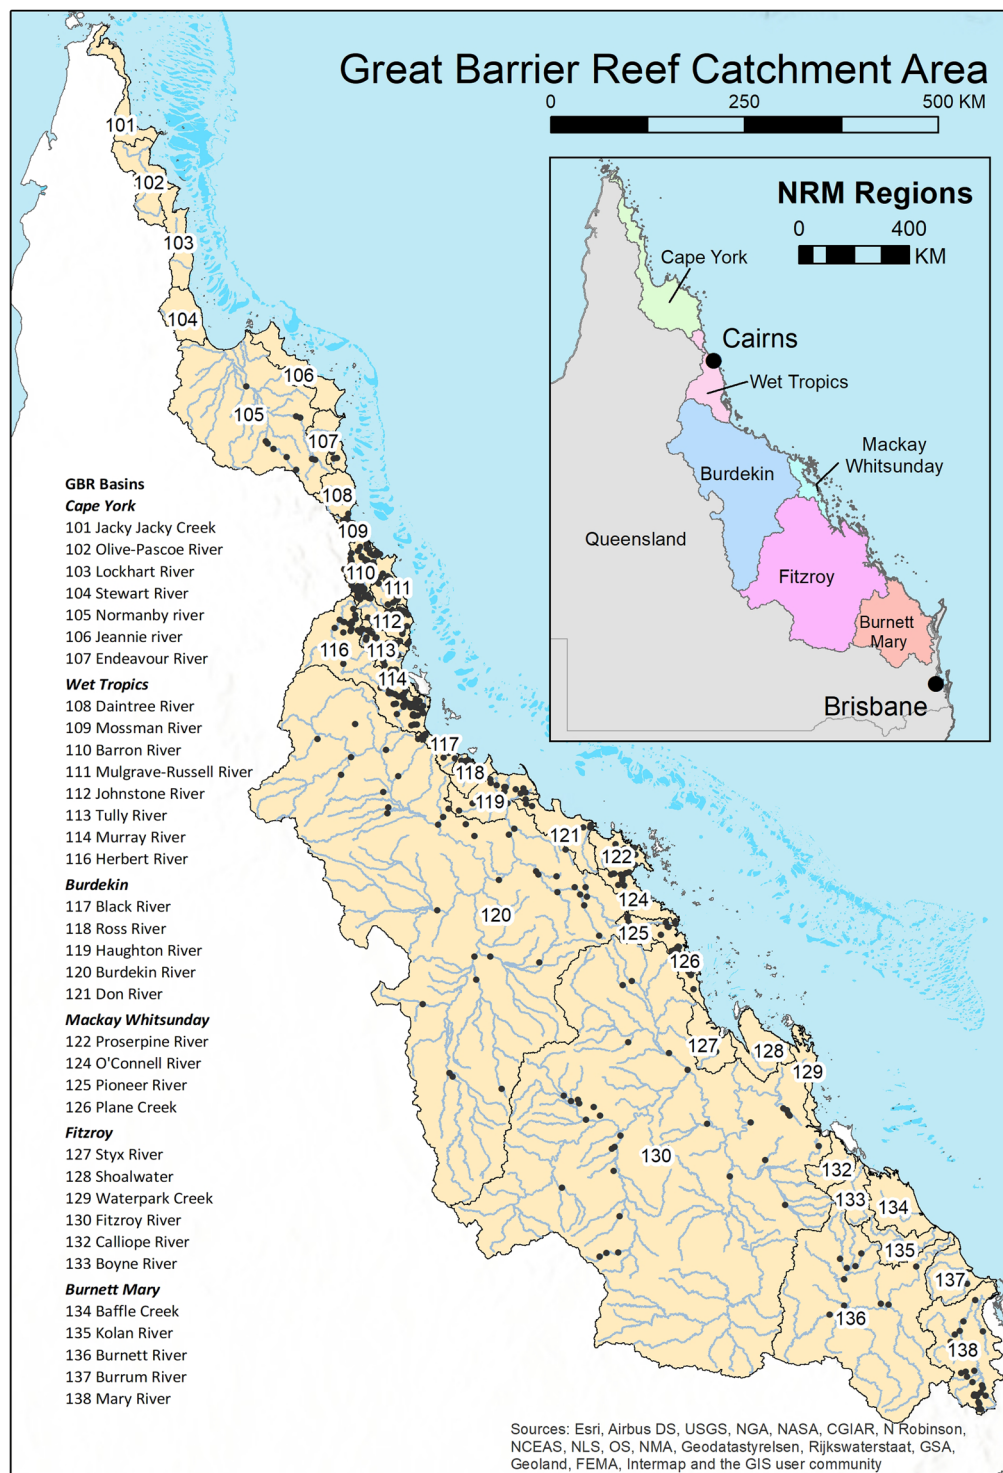 Great Barrier Reef Catchment Area
0 250 500 KM
NRM Regions
0 400
KM
Cape York
Cairns
Wet Tropics
Mackay
Whitsunday
Burdekin
Queensland
Fitzroy
Burnett
Mary
Brisbane
101
102
103
104
106
105
107
108
109
110
111
112
116
113
114
117
118
119
121
122
124
120
125
126
127
128
129
130
132
133
134
135
137
136
138
GBR Basins
Cape York
101 Jacky Jacky Creek
102 Olive-Pascoe River
103 Lockhart River
104 Stewart River
105 Normanby river
106 Jeannie river
107 Endeavour River
Wet Tropics
108 Daintree River
109 Mossman River
110 Barron River
111 Mulgrave-Russell River
112 Johnstone River
113 Tully River
114 Murray River
116 Herbert River
Burdekin
117 Black River
118 Ross River
119 Haughton River
120 Burdekin River
121 Don River
Mackay Whitsunday
122 Proserpine River
124 O'Connell River
125 Pioneer River
126 Plane Creek
Fitzroy
127 Styx River
128 Shoalwater
129 Waterpark Creek
130 Fitzroy River
132 Calliope River
133 Boyne River
Burnett Mary
134 Baffle Creek
135 Kolan River
136 Burnett River
137 Burrum River
138 Mary River
Sources: Esri, Airbus DS, USGS, NGA, NASA, CGIAR, N Robinson,
NCEAS, NLS, OS, NMA, Geodatastyrelsen, Rijkswaterstaat, GSA,
Geoland, FEMA, Intermap and the GIS user community